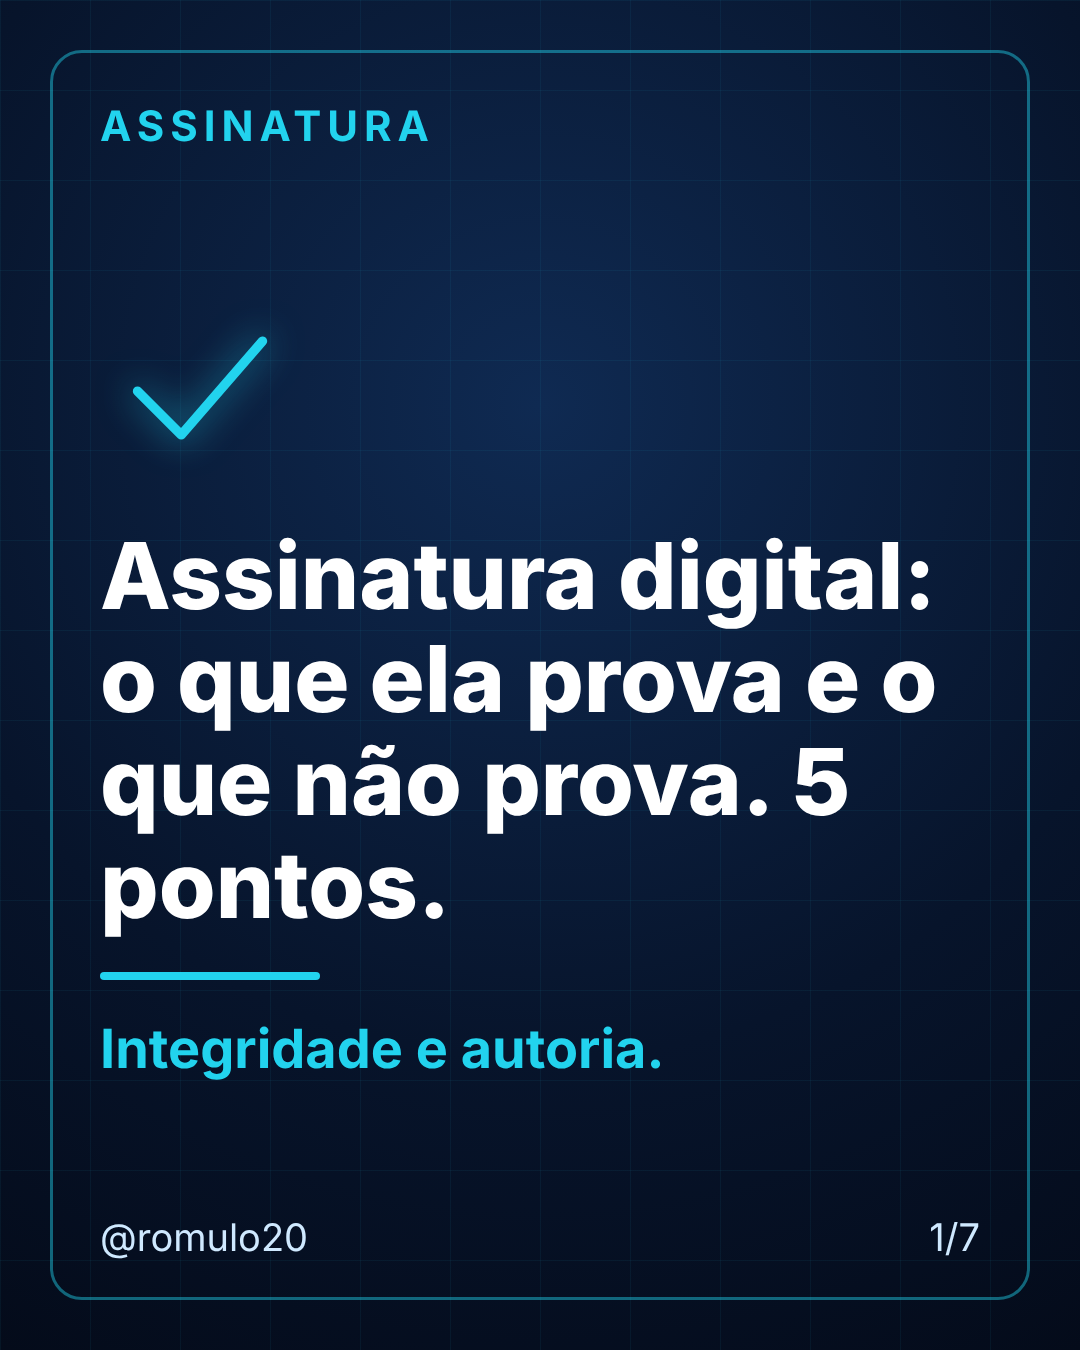 ASSINATURA
Assinatura digital:
o que ela prova e o
que não prova. 5
pontos.
Integridade e autoria.
@romulo20
1/7